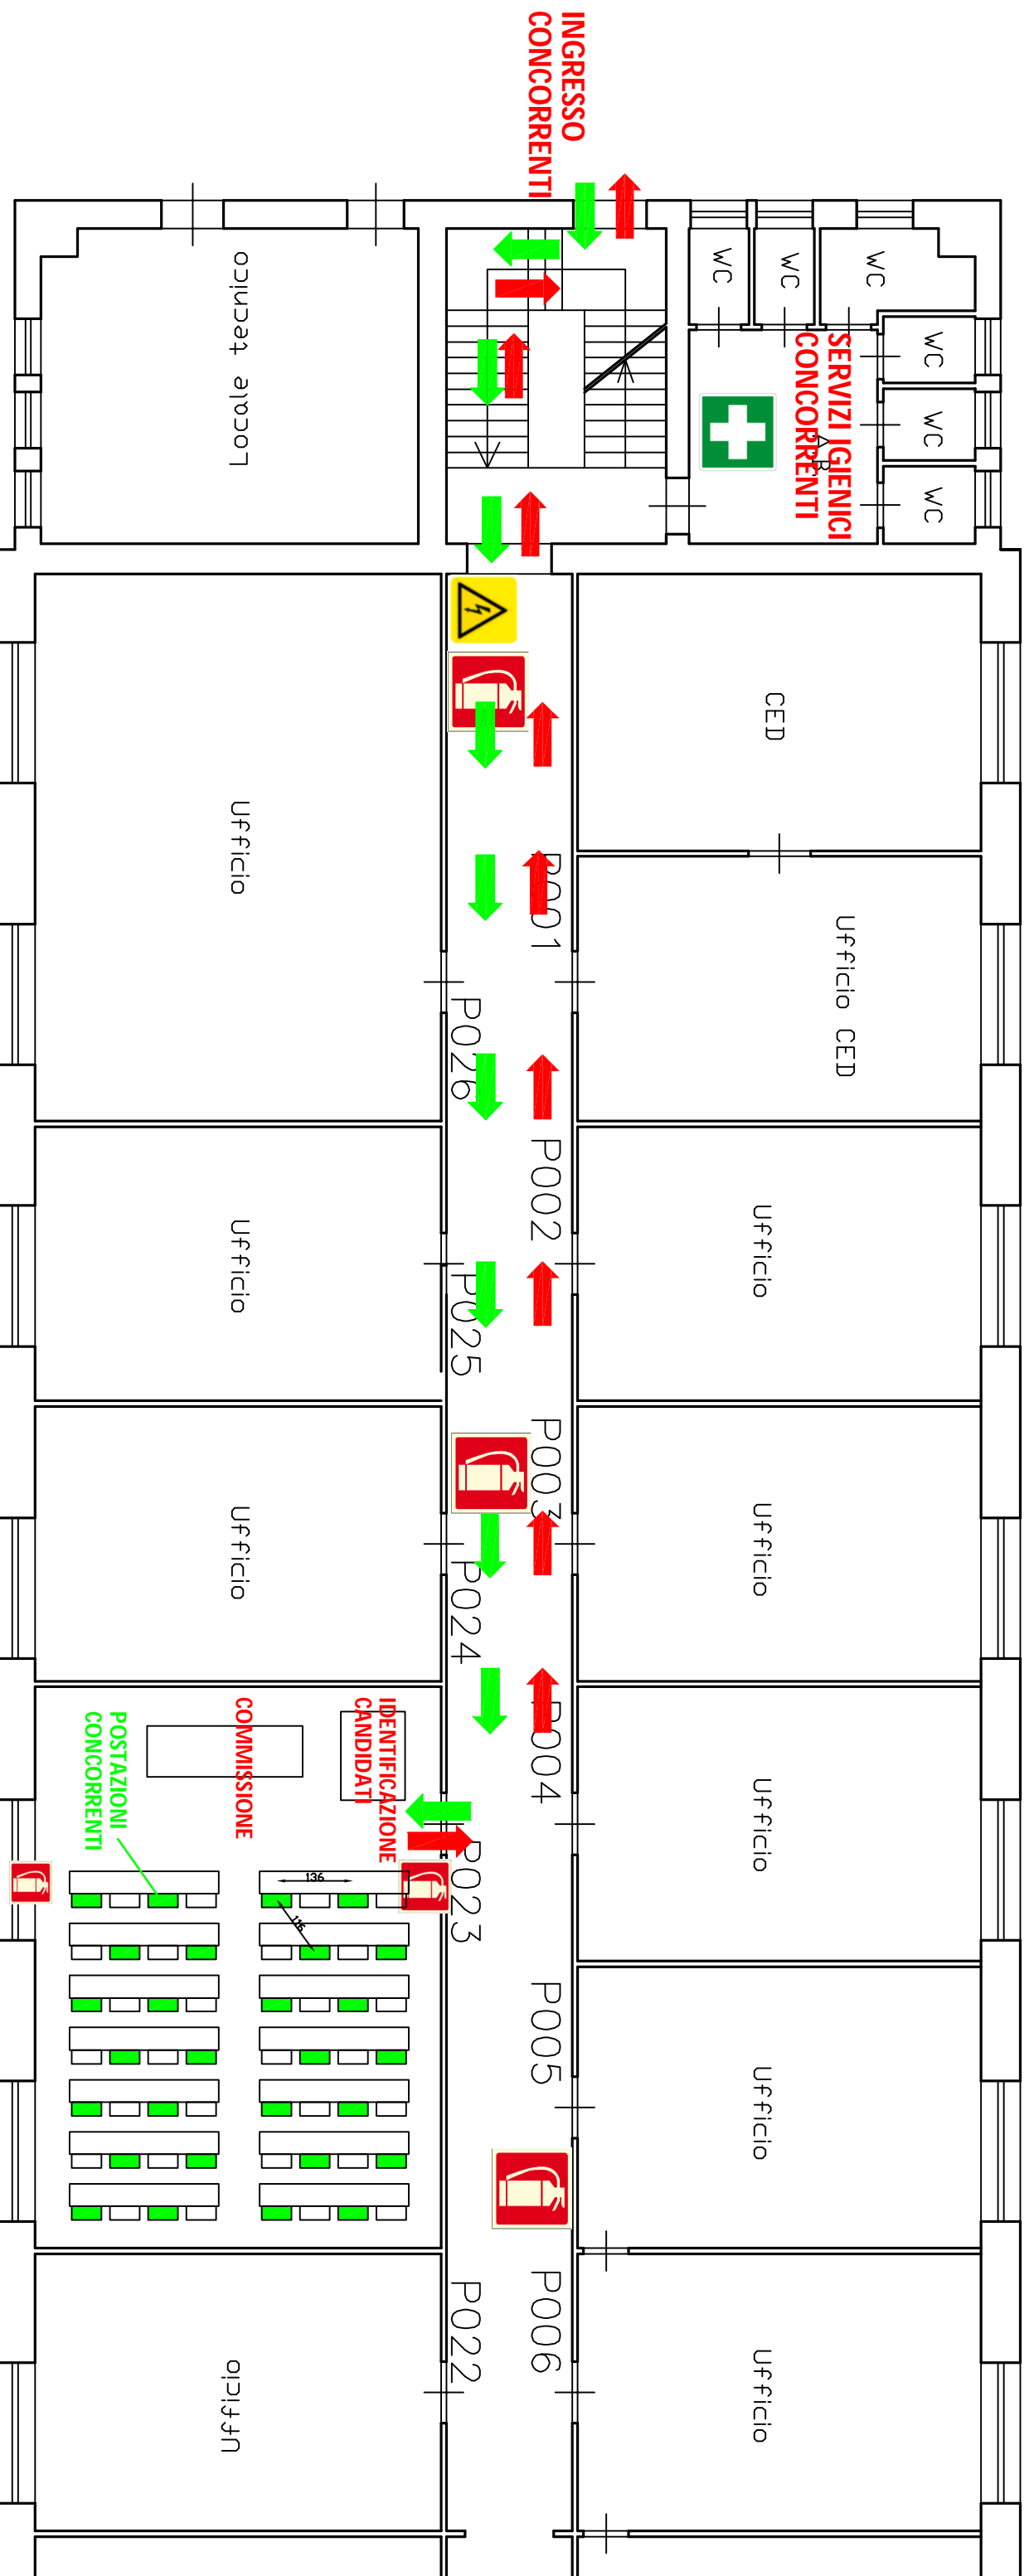 INGRESSO
CONCORRENTI
WC
WC
WC
WC
WC
WC
SERVIZI IGIENICI
CONCORRENTI
Locale tecnico
CED
Ufficio CED
Ufficio
Ufficio
Ufficio
Ufficio
Ufficio
P001
P002
P003
P004
P005
P006
P026
P025
P024
P023
P022
Ufficio
Ufficio
Ufficio
IDENTIFICAZIONE
CANDIDATI
COMMISSIONE
POSTAZIONI
CONCORRENTI
136
116
Ufficio